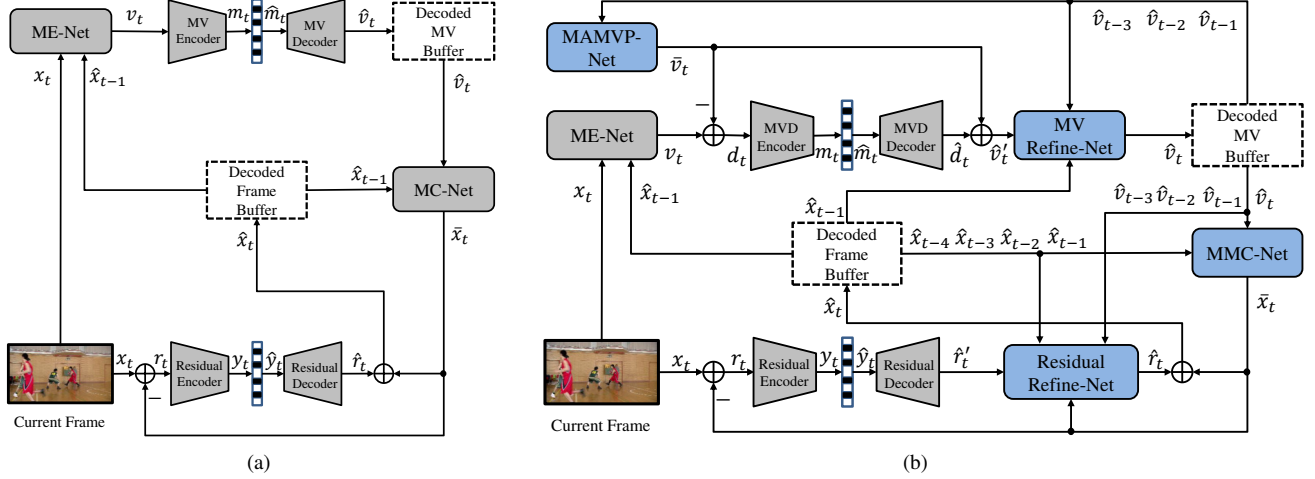 ME-Net
v_t
MV
Encoder
m_t
m̂_t
MV
Decoder
v̂_t
Decoded
MV
Buffer
x_t
x̂_{t−1}
v̂_t
Decoded
Frame
Buffer
x̂_{t−1}
MC-Net
x̂_t
x̄_t
x_t
r_t
Residual
Encoder
y_t
ŷ_t
Residual
Decoder
r̂_t
−
Current Frame
(a)
MAMVP-
Net
v̄_t
v̂_{t−3} v̂_{t−2} v̂_{t−1}
−
ME-Net
v_t
d_t
MVD
Encoder
m_t
m̂_t
MVD
Decoder
d̂_t
v̂′_t
MV
Refine-Net
v̂_t
Decoded
MV
Buffer
x_t
x̂_{t−1}
x̂_{t−1}
v̂_{t−3} v̂_{t−2} v̂_{t−1}
v̂_t
Decoded
Frame
Buffer
x̂_{t−4} x̂_{t−3} x̂_{t−2} x̂_{t−1}
MMC-Net
x̂_t
x̄_t
x_t
r_t
Residual
Encoder
y_t
ŷ_t
Residual
Decoder
r̂′_t
Residual
Refine-Net
r̂_t
−
Current Frame
(b)